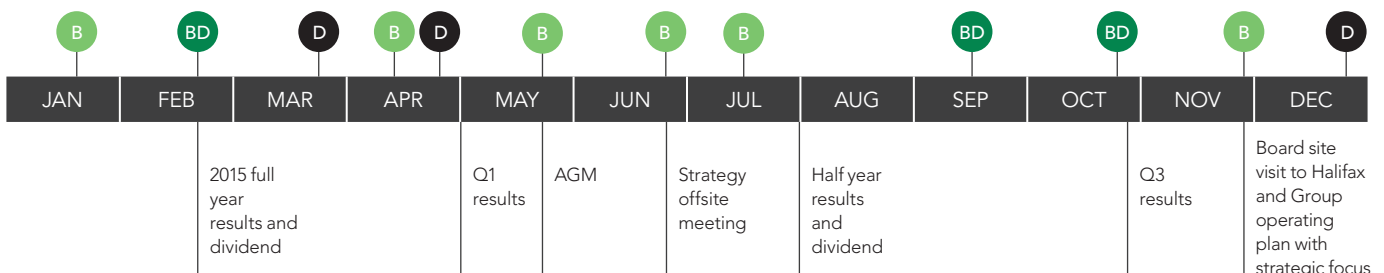 B BD D B D B B B BD BD B D
JAN FEB MAR APR MAY JUN JUL AUG SEP OCT NOV DEC
2015 full
year
results and
dividend
Q1
results
AGM
Strategy
offsite
meeting
Half year
results
and
dividend
Q3
results
Board site
visit to Halifax
and Group
operating
plan with
strategic focus